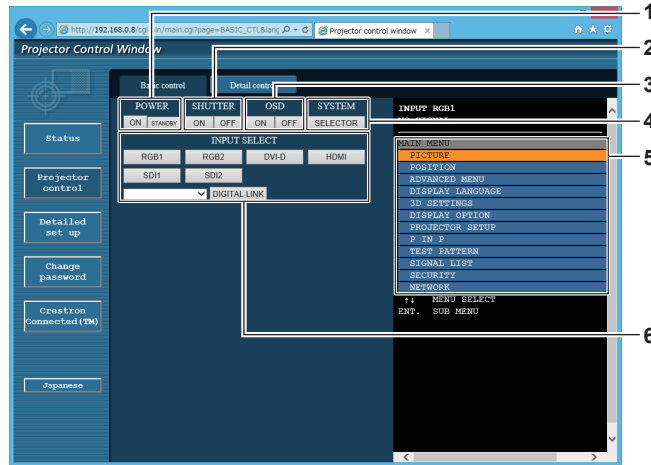 1
http://192.168.0.8/cgi-bin/main.cgi?page=BASIC_CTL&lang
Projector control window
Projector Control Window
2
Basic control
Detail control
3
POWER
SHUTTER
OSD
SYSTEM
ON
STANDBY
ON
OFF
ON
OFF
SELECTOR
4
INPUT SELECT
RGB1
RGB2
DVI-D
HDMI
SDI1
SDI2
DIGITAL LINK
Status
Projector
control
Detailed
set up
Change
password
Crestron
Connected(TM)
Japanese
INPUT RGB1
MAIN MENU
5
PICTURE
POSITION
ADVANCED MENU
DISPLAY LANGUAGE
3D SETTINGS
DISPLAY OPTION
PROJECTOR SETUP
P IN P
TEST PATTERN
SIGNAL LIST
SECURITY
NETWORK
↑↓ MENU SELECT
ENT. SUB MENU
6